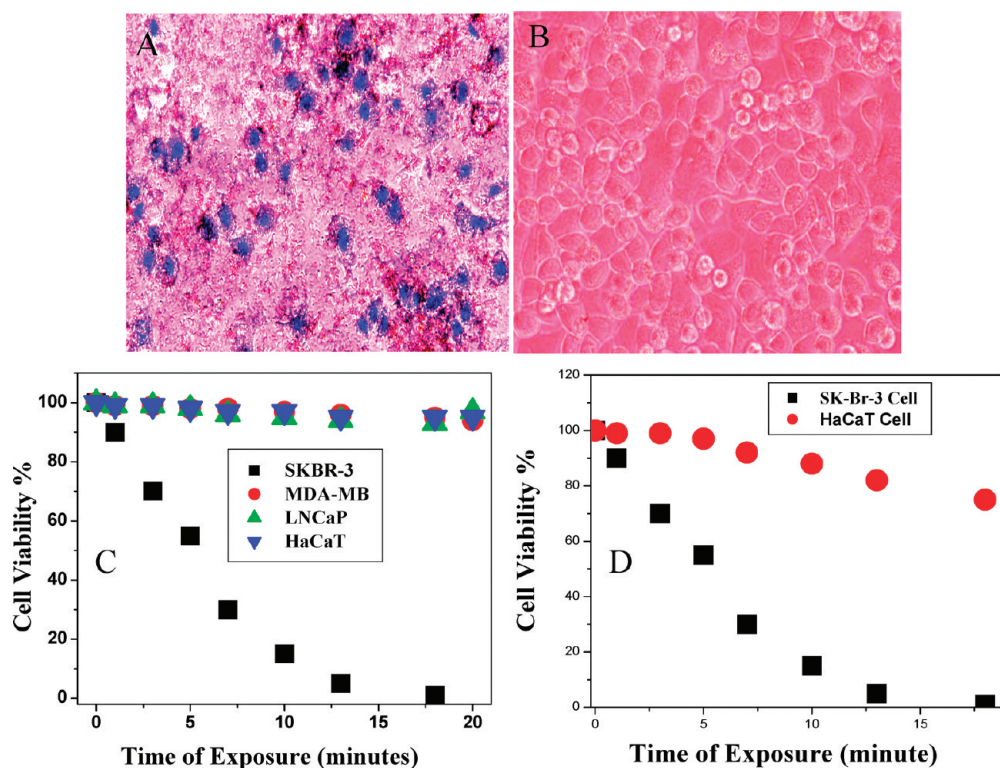 A
B
Cell Viability %
100
80
60
40
20
0
SKBR-3
MDA-MB
LNCaP
HaCaT
C
0
5
10
15
20
Time of Exposure (minutes)
Cell Viability %
120
100
80
60
40
20
0
SK-Br-3 Cell
HaCaT Cell
D
0
5
10
15
Time of Exposure (minute)